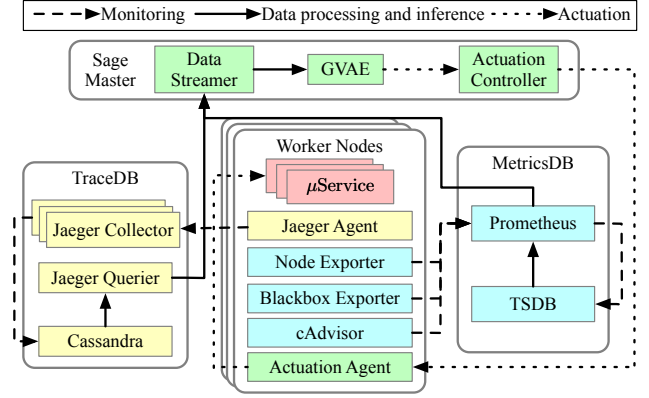 Monitoring
Data processing and inference
Actuation
Sage
Master
Data
Streamer
GVAE
Actuation
Controller
TraceDB
Jaeger Collector
Jaeger Querier
Cassandra
Worker Nodes
μService
Jaeger Agent
Node Exporter
Blackbox Exporter
cAdvisor
Actuation Agent
MetricsDB
Prometheus
TSDB